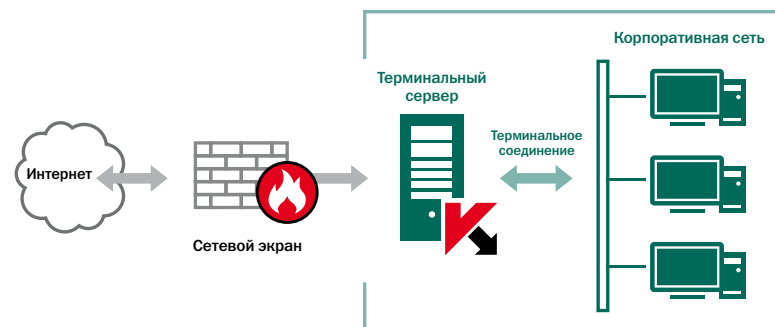 Корпоративная сеть
Терминальный
сервер
Терминальное
соединение
Интернет
Сетевой экран